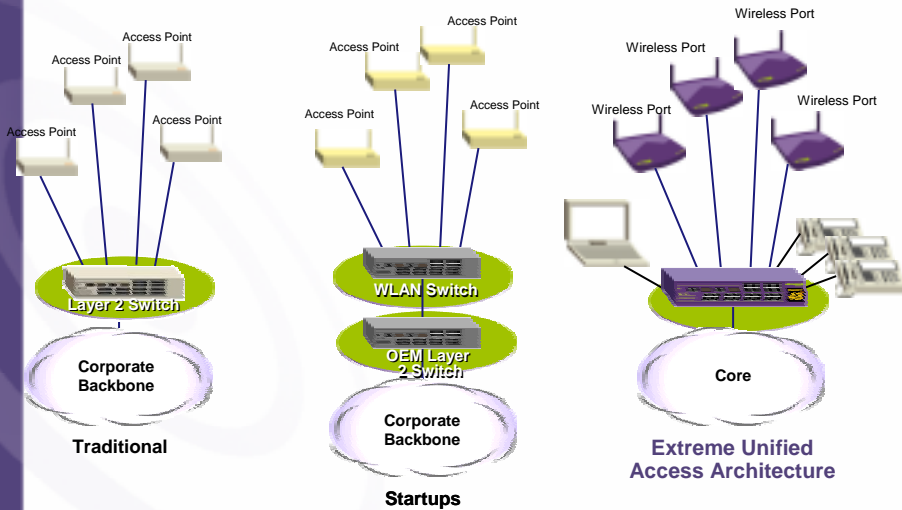 Access Point
Access Point
Access Point
Access Point
Layer 2 Switch
Corporate
Backbone
Traditional
Access Point
Access Point
Access Point
Access Point
WLAN Switch
OEM Layer
2 Switch
Corporate
Backbone
Startups
Wireless Port
Wireless Port
Wireless Port
Wireless Port
Core
Extreme Unified
Access Architecture